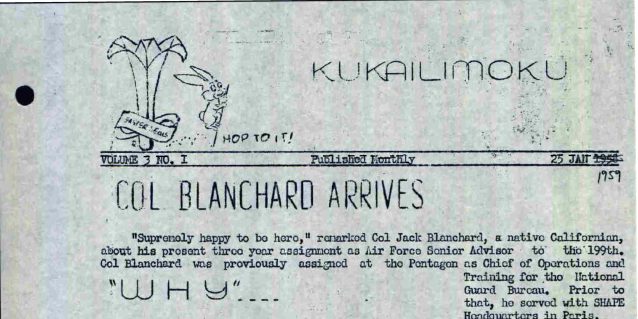 KUKAILIMOKU
EASTER SEALS
HOP TO IT!
VOLUME 3 NO. I Published Monthly 25 JAN 1958
1959
COL BLANCHARD ARRIVES
"Supremely happy to be here," remarked Col Jack Blanchard, a native Californian,
about his present three year assignment as Air Force Senior Advisor to the 199th.
Col Blanchard was previously assigned at the Pentagon as Chief of Operations and
Training for the National
Guard Bureau. Prior to
that, he served with SHAPE
Headquarters in Paris.
"WHY"....